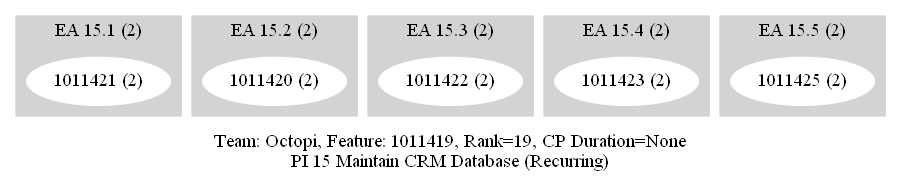 EA 15.1 (2) EA 15.2 (2) EA 15.3 (2) EA 15.4 (2) EA 15.5 (2)
1011421 (2) 1011420 (2) 1011422 (2) 1011423 (2) 1011425 (2)
Team: Octopi, Feature: 1011419, Rank=19, CP Duration=None
PI 15 Maintain CRM Database (Recurring)